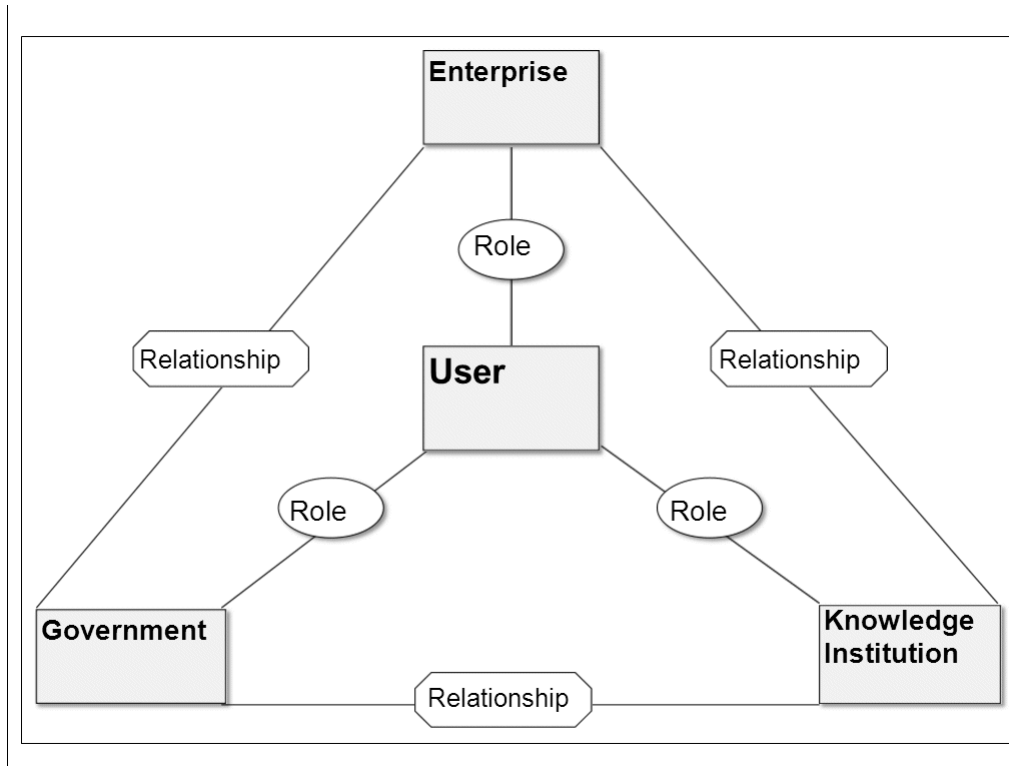 Enterprise
Role
Relationship
Relationship
User
Role
Role
Government
Knowledge
Institution
Relationship